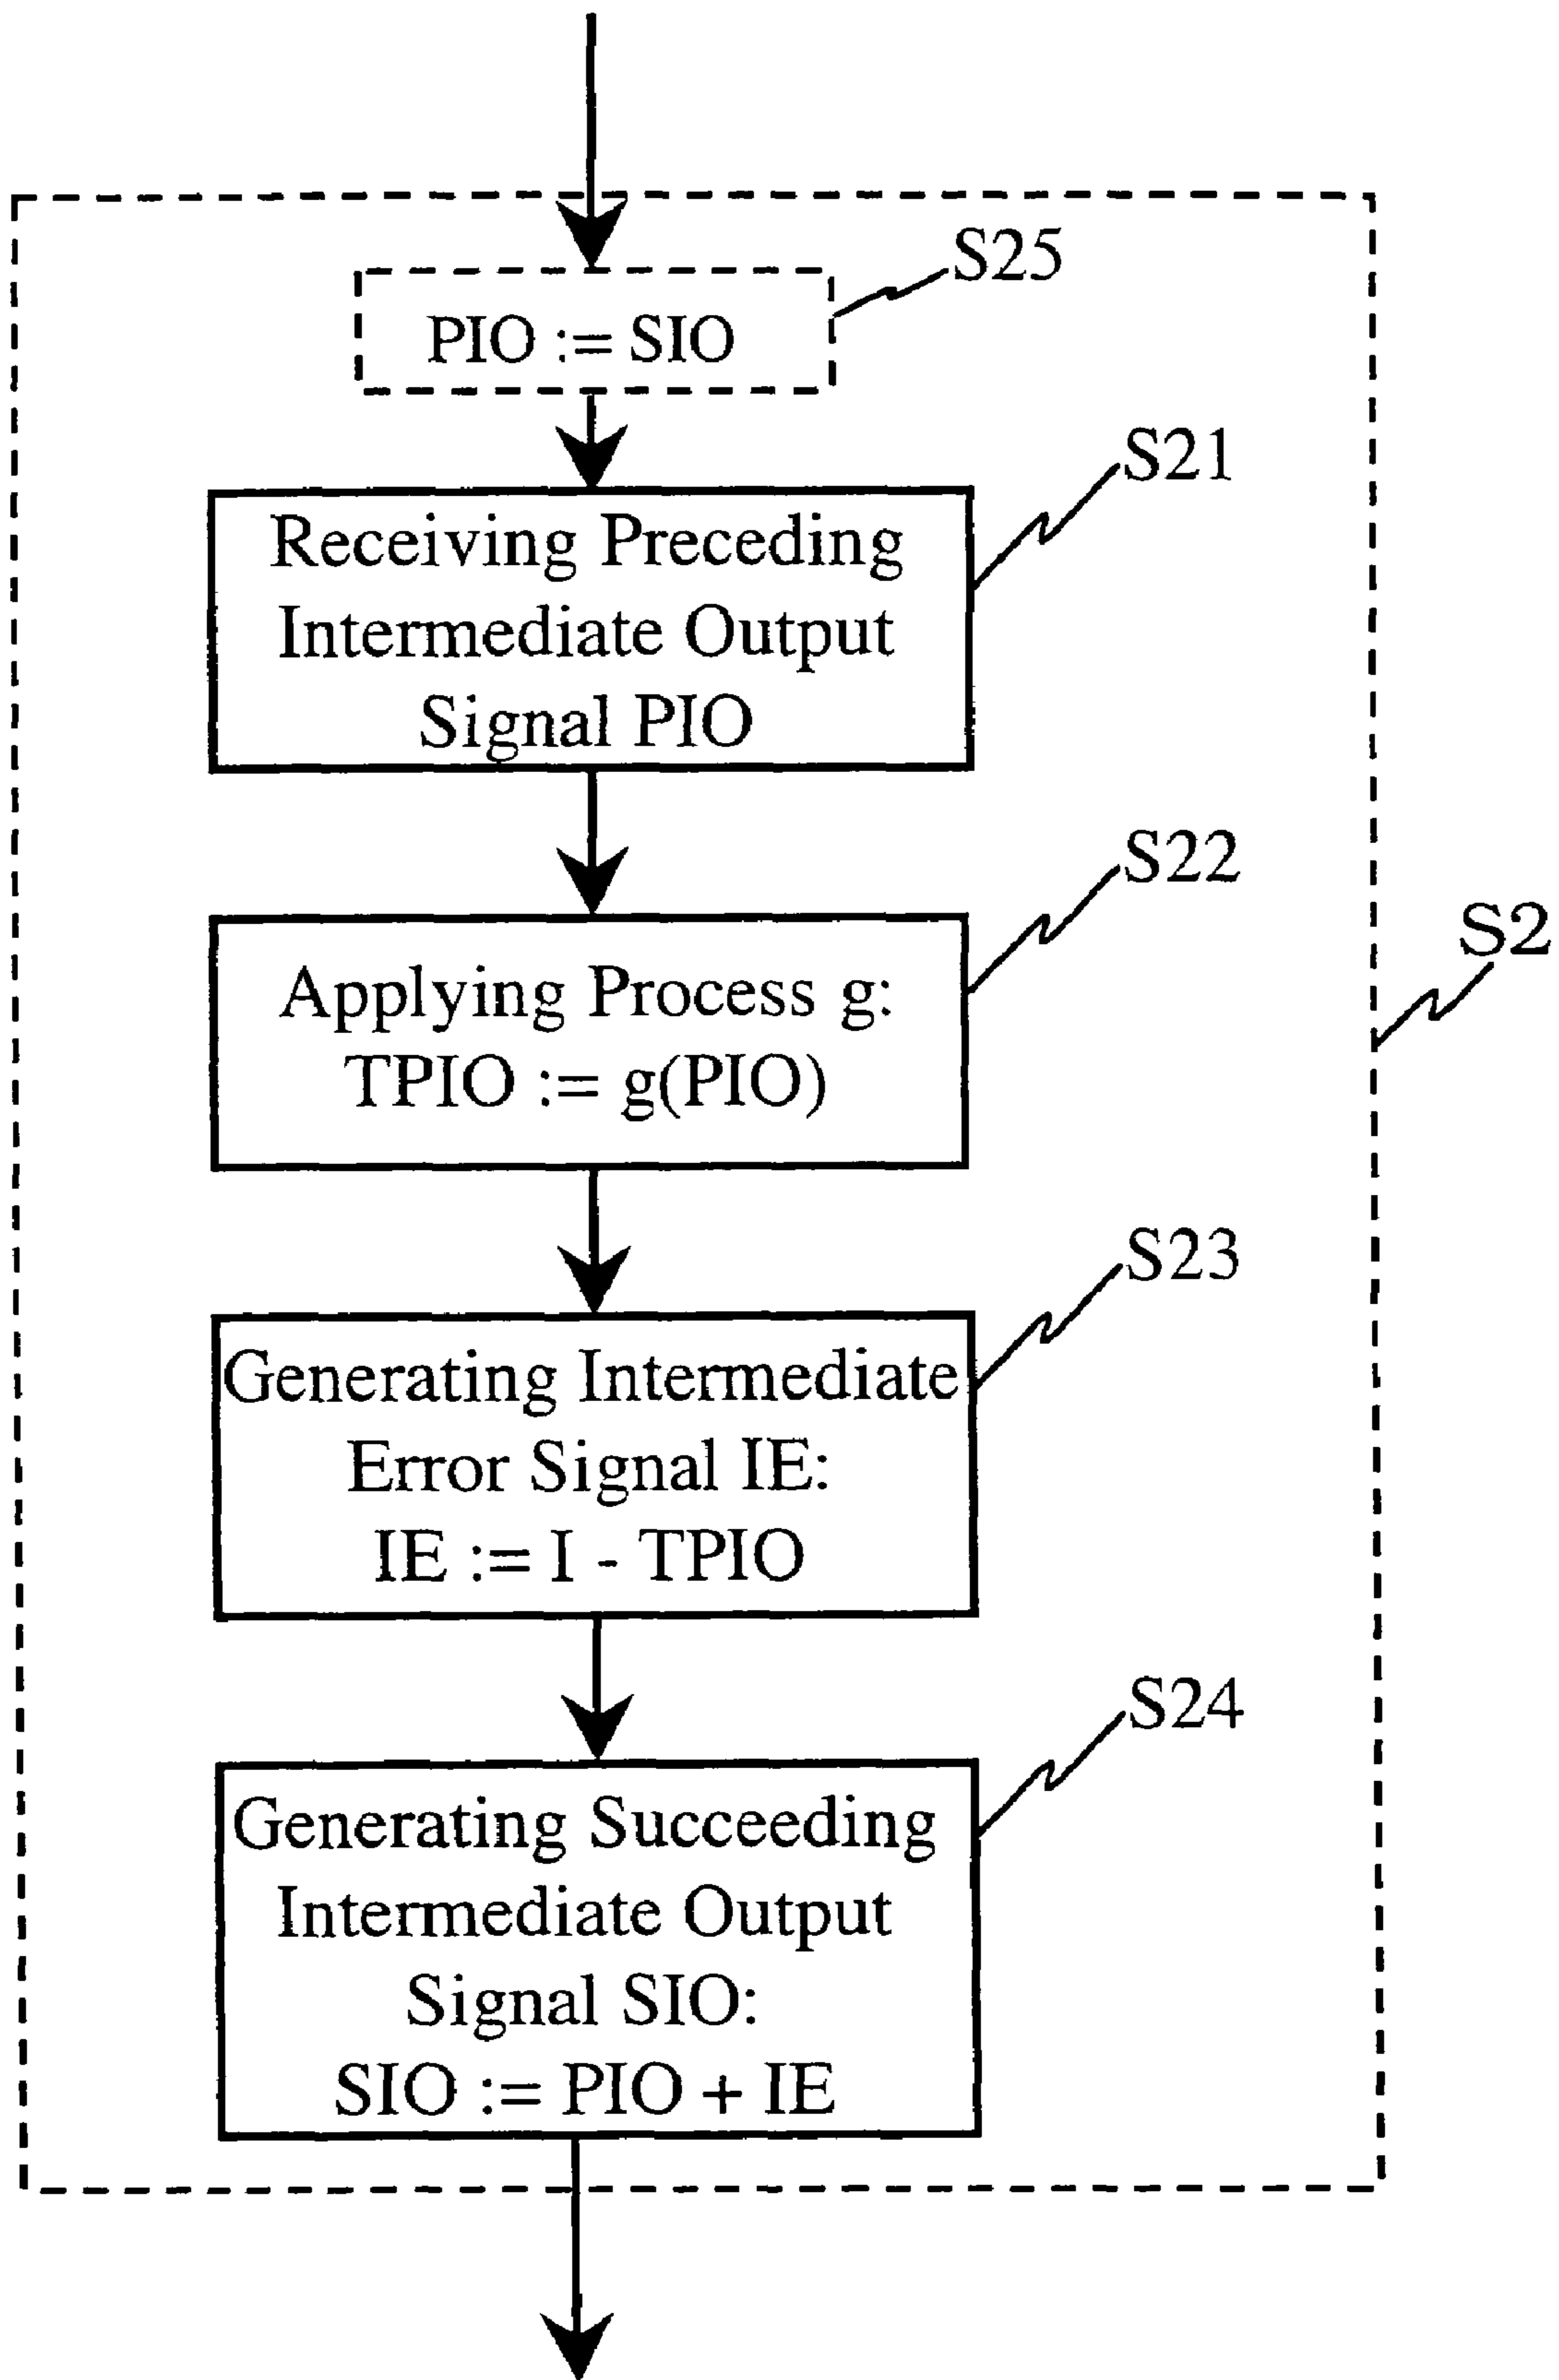 S25
PIO := SIO
S21
Receiving Preceding
Intermediate Output
Signal PIO
S22
S2
Applying Process g:
TPIO := g(PIO)
S23
Generating Intermediate
Error Signal IE:
IE := I - TPIO
S24
Generating Succeeding
Intermediate Output
Signal SIO:
SIO := PIO + IE